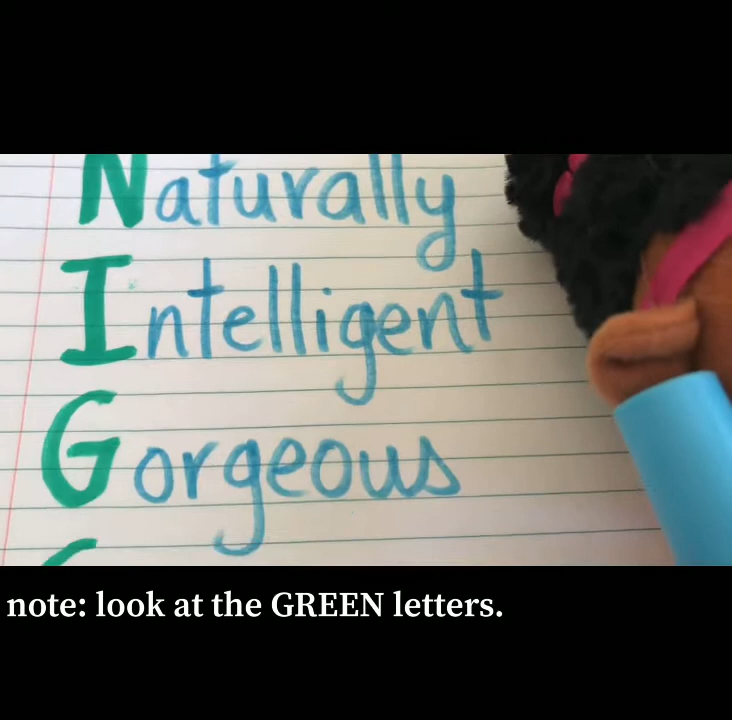 Naturally
Intelligent
Gorgeous
note: look at the GREEN letters.